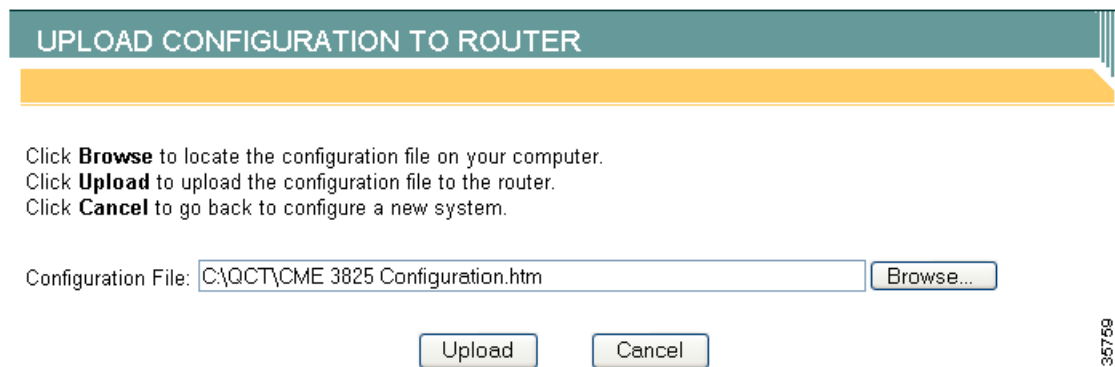 UPLOAD CONFIGURATION TO ROUTER
Click Browse to locate the configuration file on your computer.
Click Upload to upload the configuration file to the router.
Click Cancel to go back to configure a new system.
Configuration File: C:\QCT\CME 3825 Configuration.htm Browse...
Upload Cancel
35759